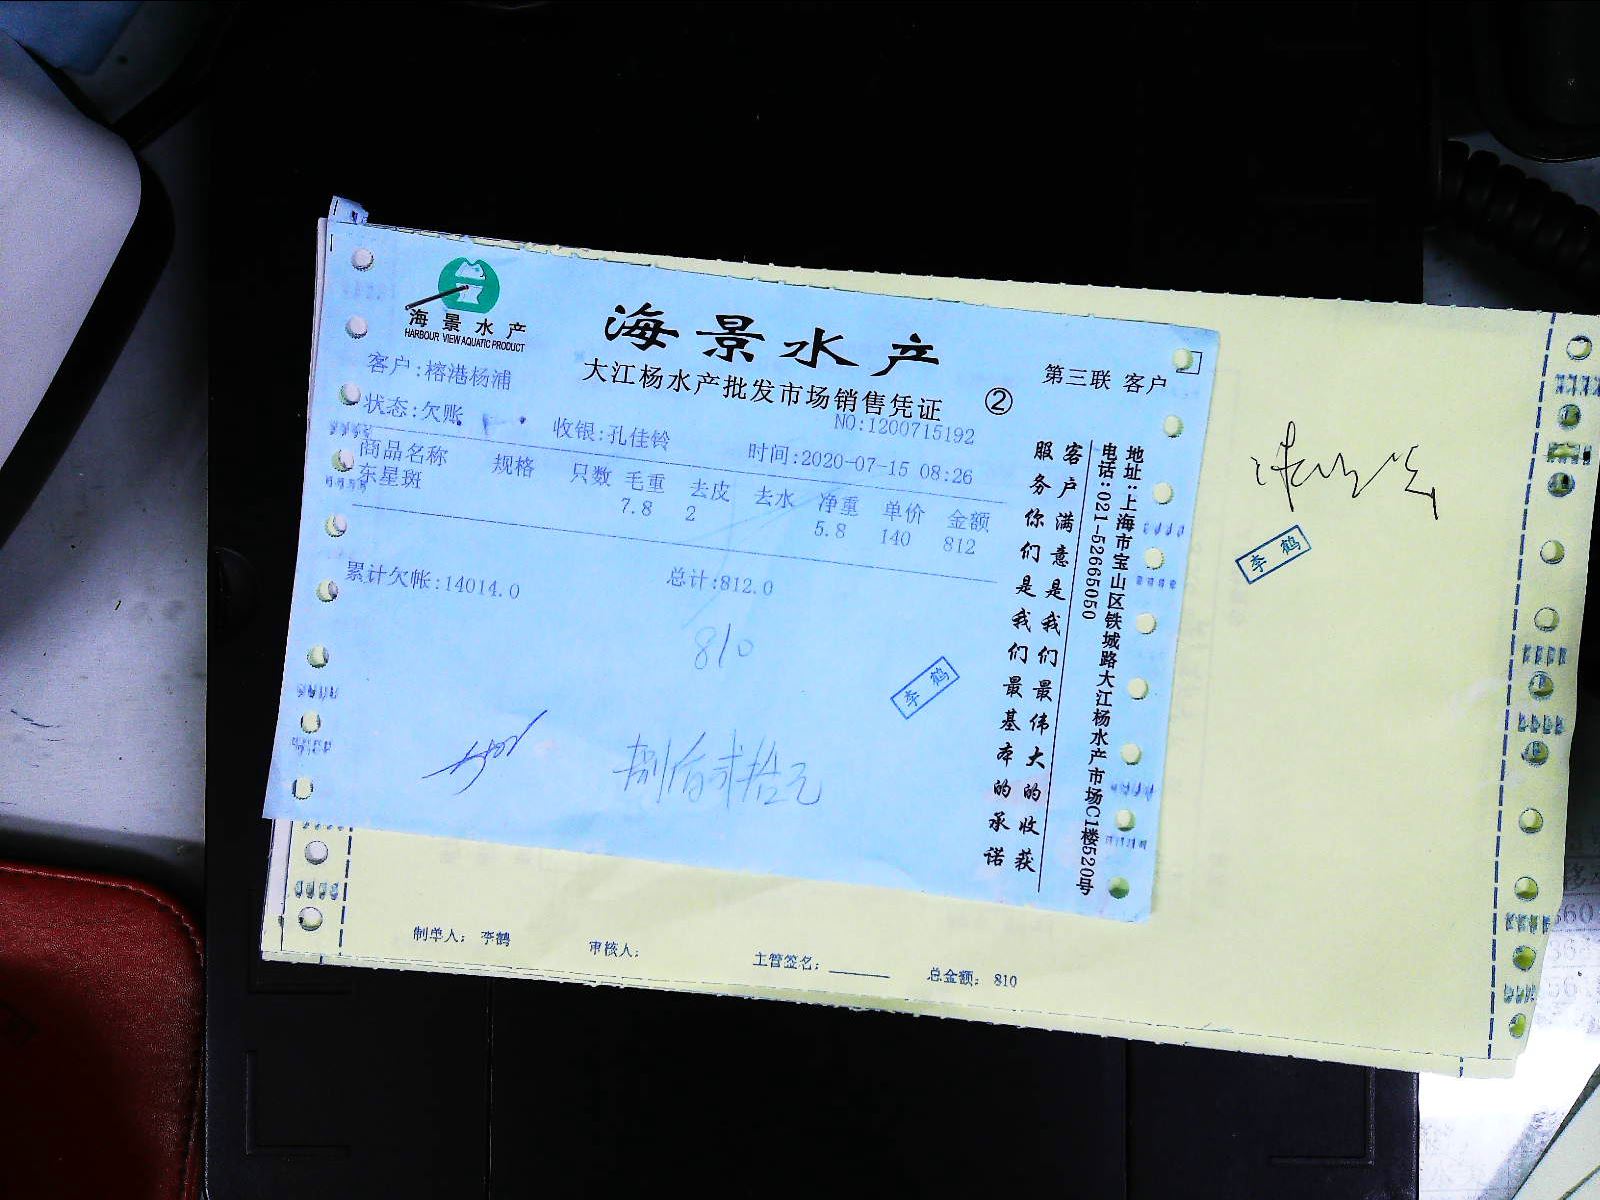 海景水产
HARBOUR VIEW AQUATIC PRODUCT
海景水产
大江杨水产批发市场销售凭证
②
第三联 客户
NO:1200715192
客户:榕港杨浦
状态:欠账
收银:孔佳铃
时间:2020-07-15 08:26
商品名称 规格 只数 毛重 去皮 去水 净重 单价 金额
东星斑 7.8 2 5.8 140 812
累计欠帐:14014.0
总计:812.0
810
李鹤
捌佰贰拾元
地址:上海市宝山区铁城路大江杨水产市场C1楼520号
电话:021-52665050
客户满意是我们最伟大的收获
服务你们是我们最基本的承诺
李鹤
制单人: 李鹤
审核人:
主管签名:
总金额: 810